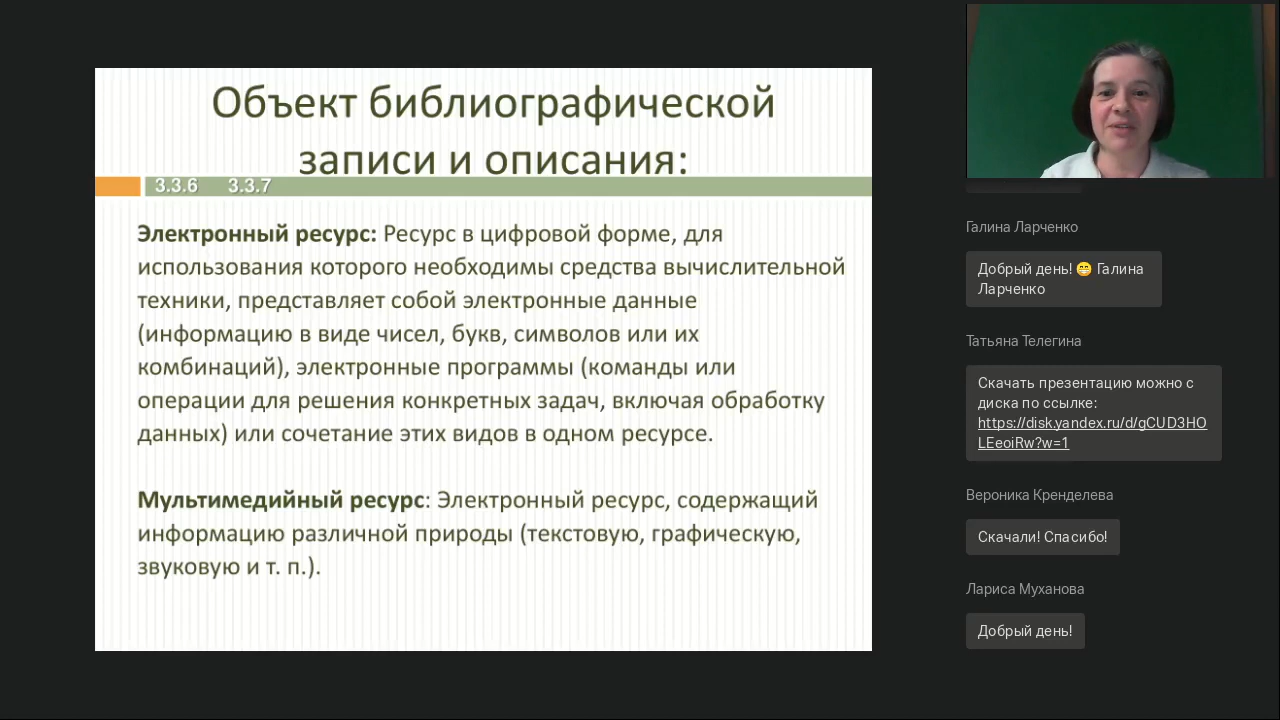 Объект библиографической
записи и описания:
3.3.6 3.3.7
Электронный ресурс: Ресурс в цифровой форме, для
использования которого необходимы средства вычислительной
техники, представляет собой электронные данные
(информацию в виде чисел, букв, символов или их
комбинаций), электронные программы (команды или
операции для решения конкретных задач, включая обработку
данных) или сочетание этих видов в одном ресурсе.
Мультимедийный ресурс: Электронный ресурс, содержащий
информацию различной природы (текстовую, графическую,
звуковую и т. п.).
Галина Ларченко
Добрый день! 😁 Галина
Ларченко
Татьяна Телегина
Скачать презентацию можно с
диска по ссылке:
https://disk.yandex.ru/d/gCUD3HO
LEeoiRw?w=1
Вероника Кренделева
Скачали! Спасибо!
Лариса Муханова
Добрый день!